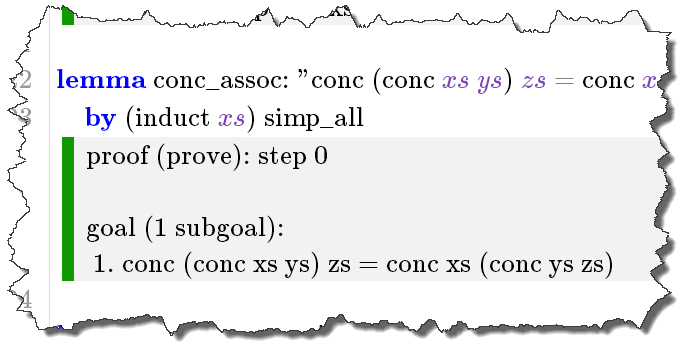 2 lemma conc_assoc: "conc (conc xs ys) zs = conc x
3 by (induct xs) simp_all
proof (prove): step 0
goal (1 subgoal):
1. conc (conc xs ys) zs = conc xs (conc ys zs)
4